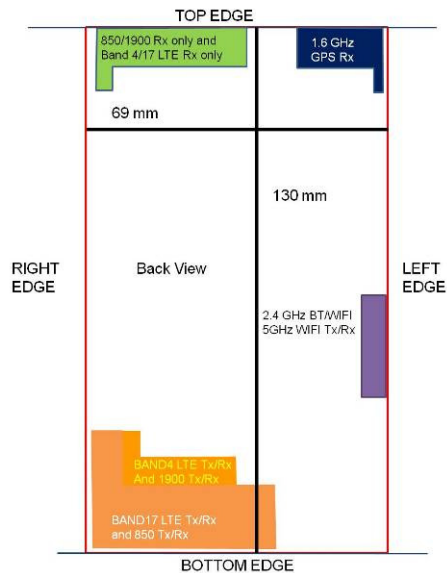 TOP EDGE
850/1900 Rx only and
Band 4/17 LTE Rx only
1.6 GHz
GPS Rx
69 mm
130 mm
RIGHT
EDGE
Back View
LEFT
EDGE
2.4 GHz BT/WIFI
5GHz WIFI Tx/Rx
BAND4 LTE Tx/Rx
And 1900 Tx/Rx
BAND17 LTE Tx/Rx
and 850 Tx/Rx
BOTTOM EDGE